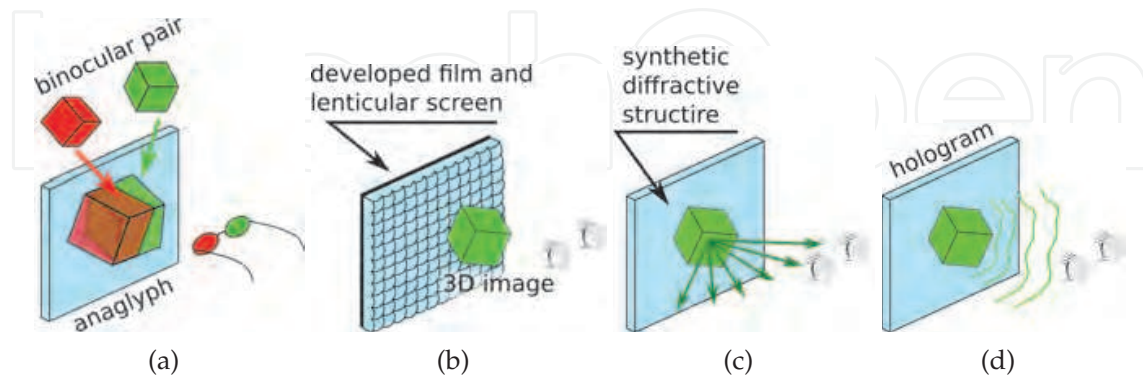 binocular pair
anaglyph
(a)
developed film and
lenticular screen
3D image
(b)
synthetic
diffractive
structire
(c)
hologram
(d)